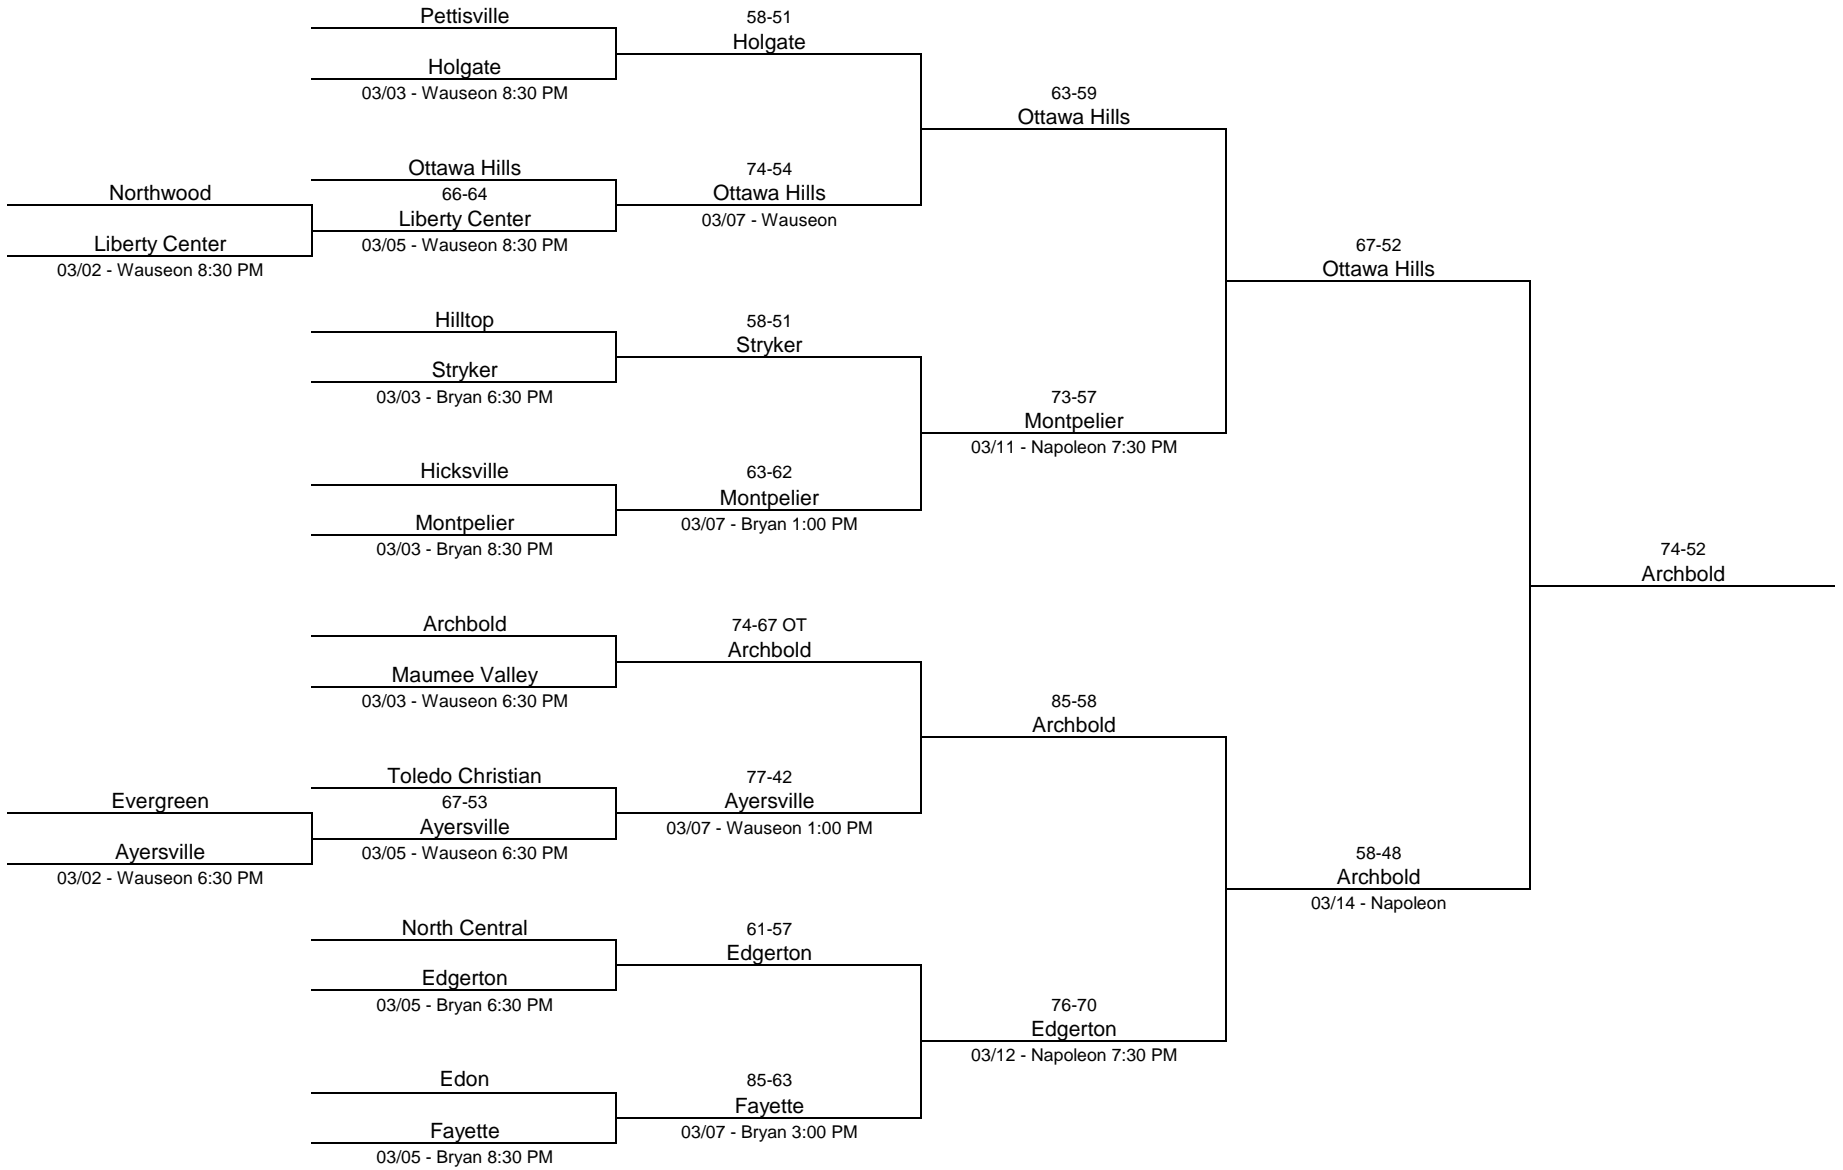 Pettisville
Holgate
03/03 - Wauseon 8:30 PM
58-51
Holgate
Northwood
Liberty Center
03/02 - Wauseon 8:30 PM
Ottawa Hills
66-64
Liberty Center
03/05 - Wauseon 8:30 PM
74-54
Ottawa Hills
03/07 - Wauseon
63-59
Ottawa Hills
Hilltop
Stryker
03/03 - Bryan 6:30 PM
58-51
Stryker
Hicksville
Montpelier
03/03 - Bryan 8:30 PM
63-62
Montpelier
03/07 - Bryan 1:00 PM
73-57
Montpelier
03/11 - Napoleon 7:30 PM
67-52
Ottawa Hills
Archbold
Maumee Valley
03/03 - Wauseon 6:30 PM
74-67 OT
Archbold
Evergreen
Ayersville
03/02 - Wauseon 6:30 PM
Toledo Christian
67-53
Ayersville
03/05 - Wauseon 6:30 PM
77-42
Ayersville
03/07 - Wauseon 1:00 PM
85-58
Archbold
North Central
Edgerton
03/05 - Bryan 6:30 PM
61-57
Edgerton
Edon
Fayette
03/05 - Bryan 8:30 PM
85-63
Fayette
03/07 - Bryan 3:00 PM
76-70
Edgerton
03/12 - Napoleon 7:30 PM
58-48
Archbold
03/14 - Napoleon
74-52
Archbold